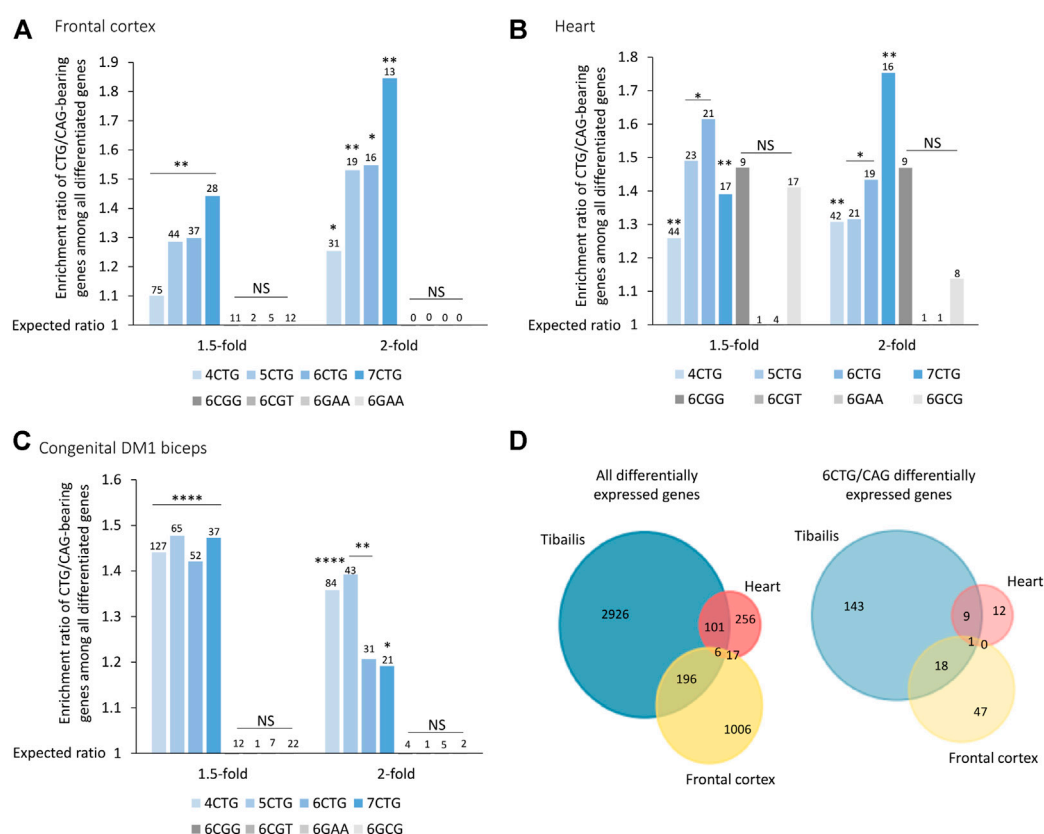 A Frontal cortex
Enrichment ratio of CTG/CAG-bearing
genes among all differentiated genes
1.9
1.8
1.7
1.6
1.5
1.4
1.3
1.2
1.1
Expected ratio 1
**
75 44 37 28
NS
11 2 5 12
* ** * **
31 19 16 13
NS
0 0 0 0
1.5-fold 2-fold
4CTG 5CTG 6CTG 7CTG
6CGG 6CGT 6GAA 6GAA
B Heart
Enrichment ratio of CTG/CAG-bearing
genes among all differentiated genes
1.8
1.7
1.6
1.5
1.4
1.3
1.2
1.1
Expected ratio 1
** * **
44 23 21 17
NS
9 1 4 17
** * **
42 21 19 16
NS
9 1 1 8
1.5-fold 2-fold
4CTG 5CTG 6CTG 7CTG
6CGG 6CGT 6GAA 6GCG
C Congenital DM1 biceps
Enrichment ratio of CTG/CAG-bearing
genes among all differentiated genes
1.6
1.5
1.4
1.3
1.2
1.1
Expected ratio 1
****
127 65 52 37
NS
12 1 7 22
**** ** *
84 43 31 21
NS
4 1 5 2
1.5-fold 2-fold
4CTG 5CTG 6CTG 7CTG
6CGG 6CGT 6GAA 6GCG
D
All differentially
expressed genes
Tibailis
Heart
2926
101 256
6 17
196
1006
Frontal cortex
6CTG/CAG differentially
expressed genes
Tibailis
Heart
143
9 12
1 0
18
47
Frontal cortex